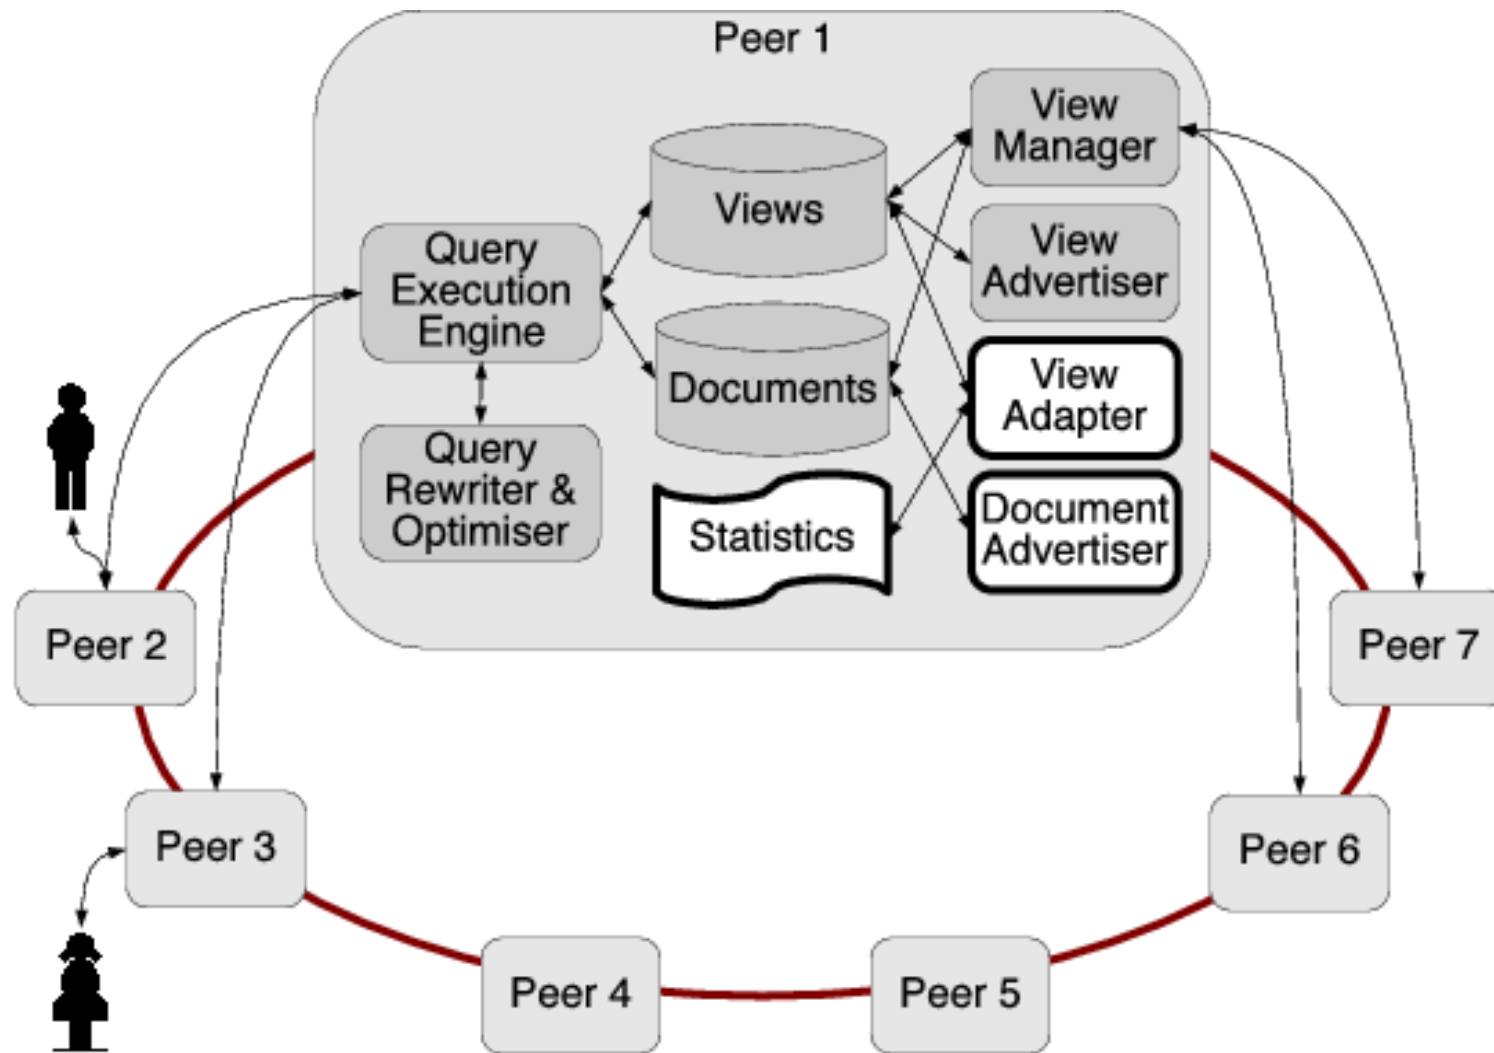 Peer 1
View
Manager
Views
View
Advertiser
Query
Execution
Engine
View
Adapter
Documents
Query
Rewriter &
Optimiser
Statistics
Document
Advertiser
Peer 2
Peer 7
Peer 3
Peer 6
Peer 4
Peer 5